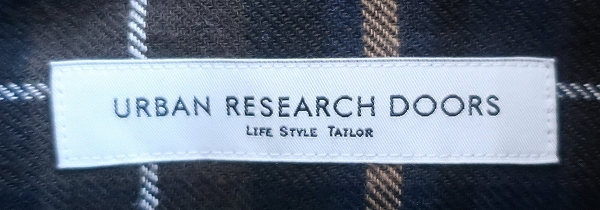 URBAN RESEARCH DOORS
LIFE STYLE TAILOR